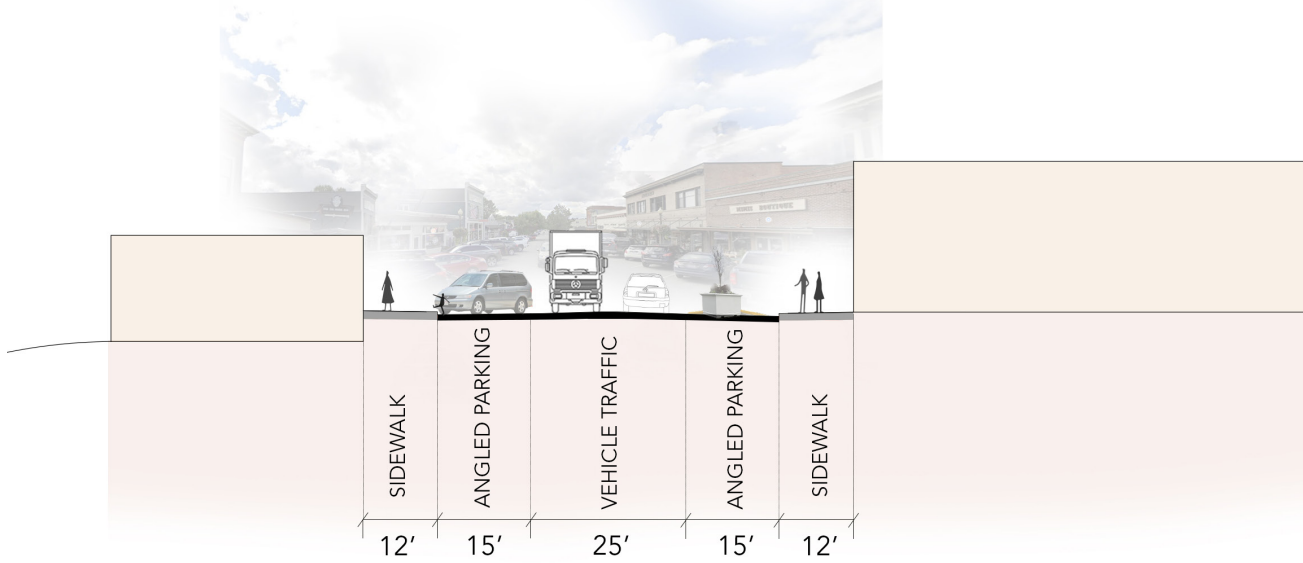 SIDEWALK
ANGLED PARKING
VEHICLE TRAFFIC
ANGLED PARKING
SIDEWALK
12’
15’
25’
15’
12’